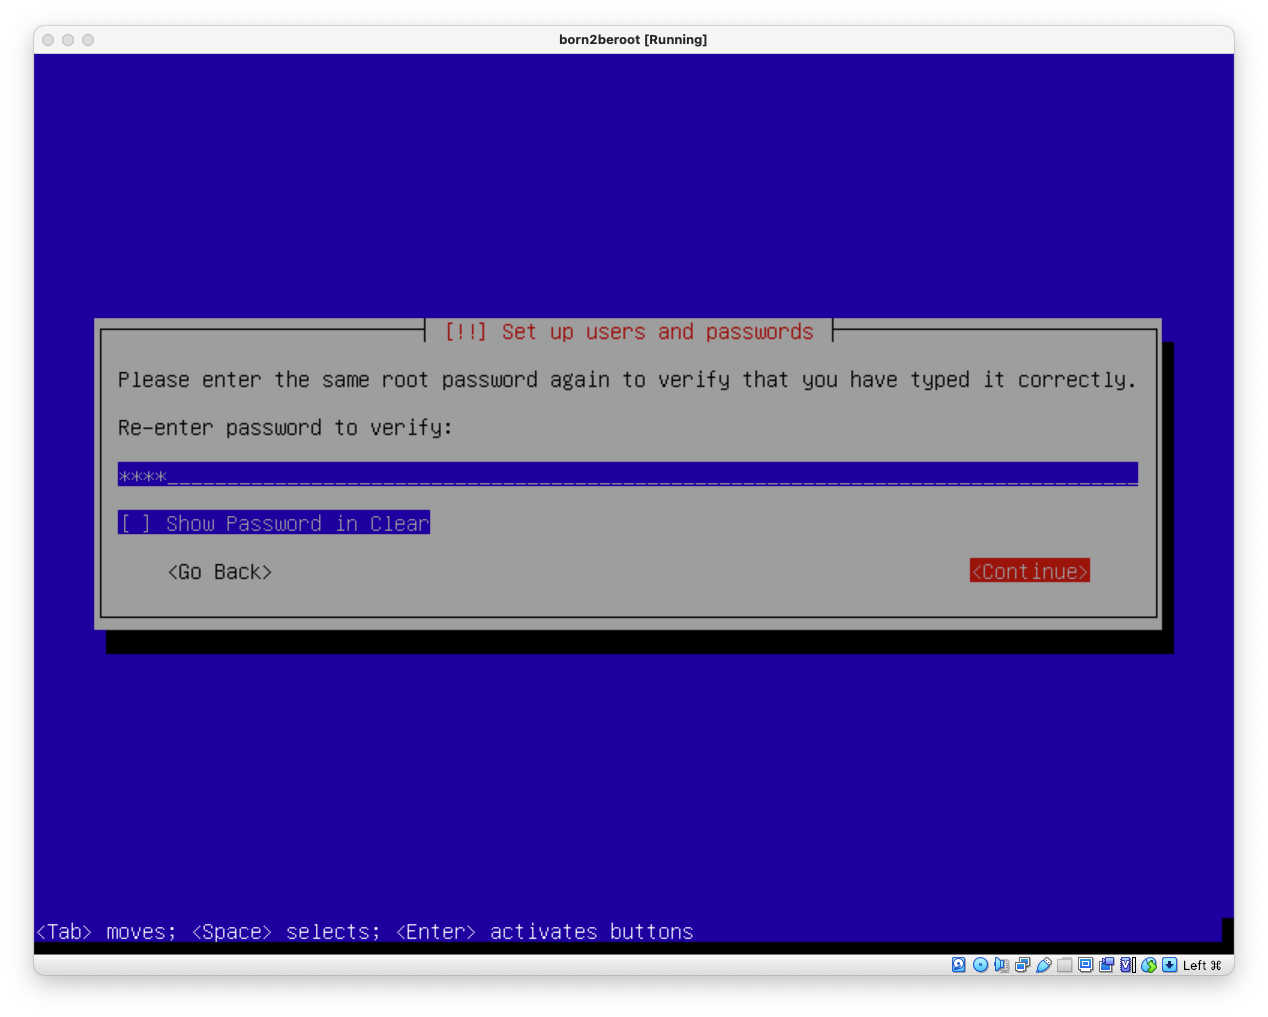 born2beroot [Running]
[!!] Set up users and passwords
Please enter the same root password again to verify that you have typed it correctly.
Re-enter password to verify:
****
[ ] Show Password in Clear
<Go Back>
<Continue>
<Tab> moves; <Space> selects; <Enter> activates buttons
Left ⌘